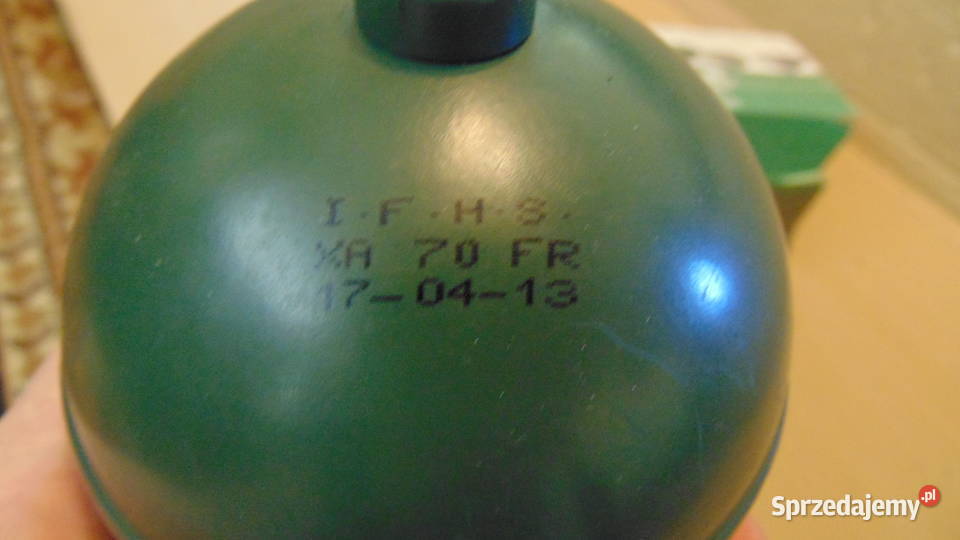 I.F.H.S.
XA 70 FR
17-04-13
Sprzedajemy.pl